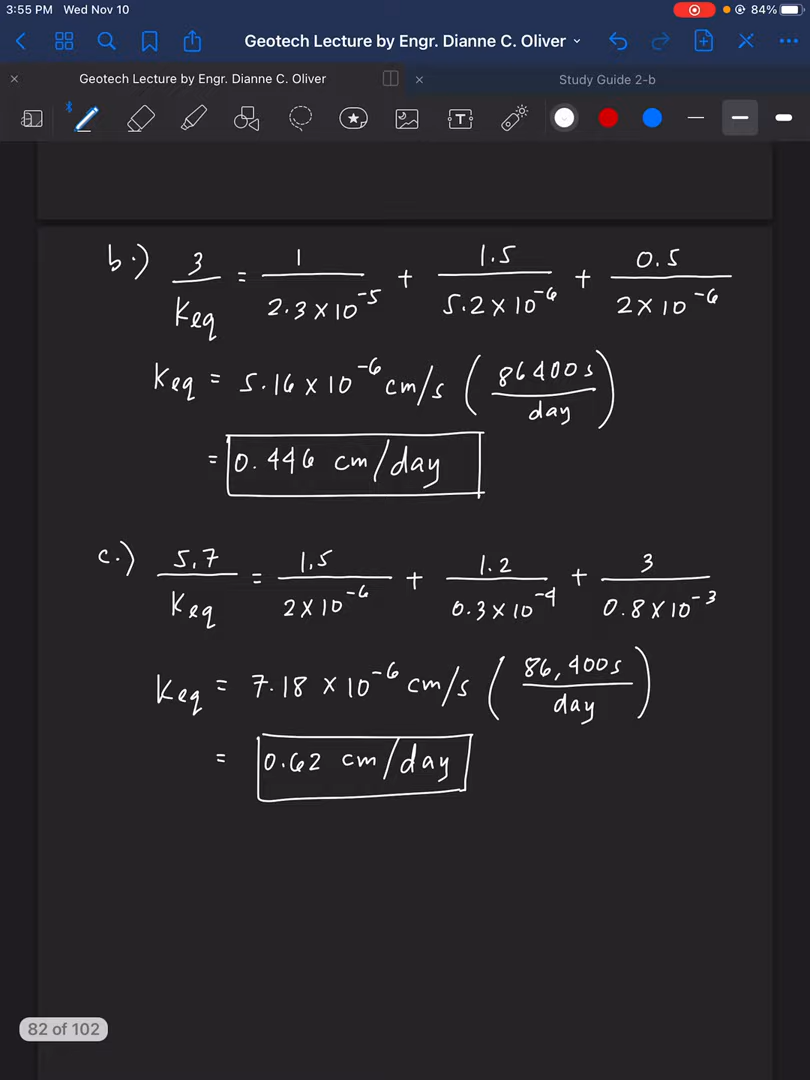 3:55 PM Wed Nov 10 84%
Geotech Lecture by Engr. Dianne C. Oliver
Geotech Lecture by Engr. Dianne C. Oliver Study Guide 2-b
T
b.) 3/Keq = 1/2.3 × 10^-5 + 1.5/5.2 × 10^-6 + 0.5/2 × 10^-6
Keq = 5.16 × 10^-6 cm/s (86400s/day)
= 0.446 cm/day
c.) 5.7/Keq = 1.5/2 × 10^-6 + 1.2/0.3 × 10^-4 + 3/0.8 × 10^-3
Keq = 7.18 × 10^-6 cm/s (86,400s/day)
= 0.62 cm/day
82 of 102